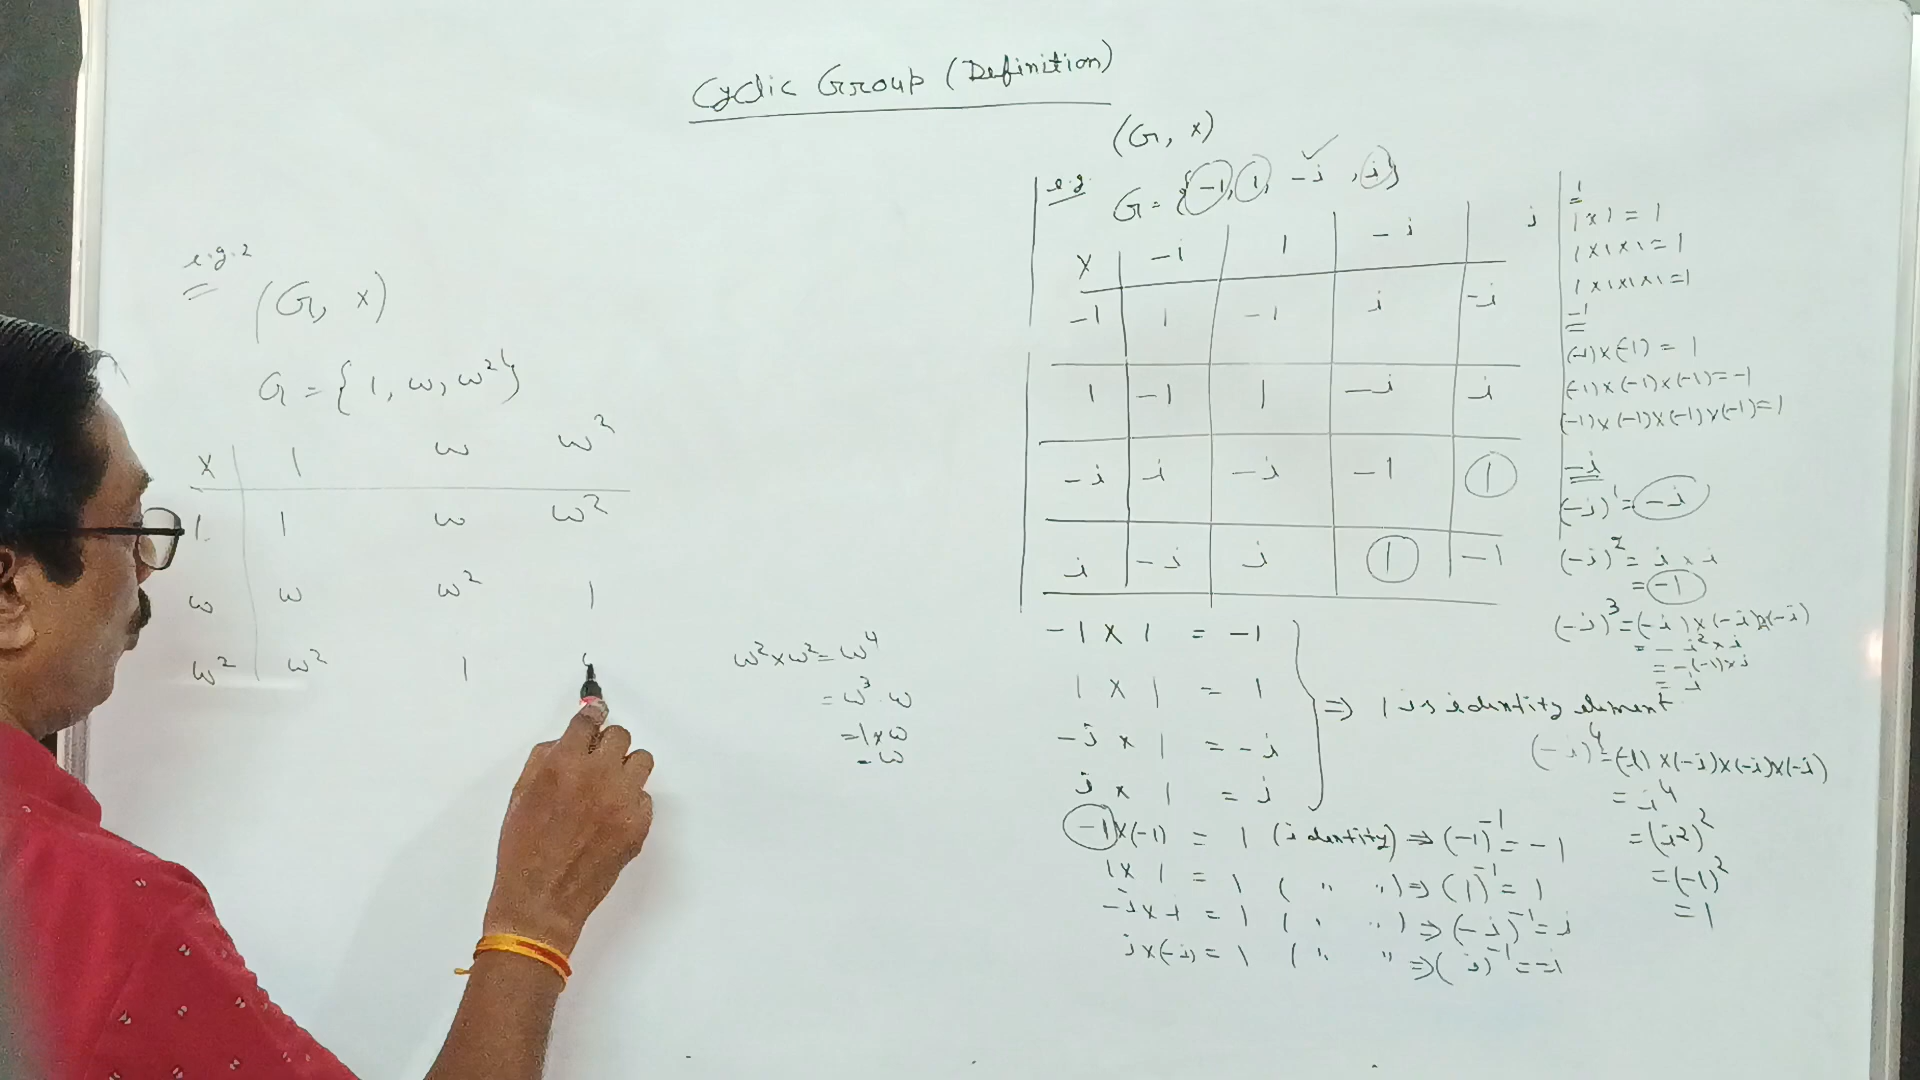 Cyclic Group (Definition)
e.g.2
(G, x)
G = {1, ω, ω²}
x 1 ω ω²
1 1 ω ω²
ω ω ω² 1
ω² ω² 1
ω²xω² = ω⁴
= ω³ . ω
= 1xω
= ω
(G, x)
e.g.
G = {-1, 1, -i, i}
x -1 1 -i i
-1 1 -1 i -i
1 -1 1 -i i
-i i -i -1 1
i -i i 1 -1
-1 x 1 = -1
1 x 1 = 1
-i x 1 = -i
i x 1 = i
⇒ 1 is identity element
-1x(-1) = 1 (identity) ⇒ (-1)⁻¹ = -1
1x 1 = 1 ( " " ) ⇒ (1)⁻¹ = 1
-i x i = 1 ( " " ) ⇒ (-i)⁻¹ = i
i x(-i) = 1 ( " " ⇒ (i)⁻¹ = -i
1
1 x 1 = 1
1 x 1 x 1 = 1
1 x 1 x 1 x 1 = 1
-1
(-1)x(-1) = 1
(-1)x(-1)x(-1) = -1
(-1)x(-1)x(-1)x(-1) = 1
-i
(-i)¹ = -i
(-i)² = i x i
= -1
(-i)³ = (-i)x(-i)x(-i)
= - i² x i
= -(-1)x i
= i
(-i)⁴ = (-i) x(-i)x(-i)x(-i)
= i⁴
= (i²)²
= (-1)²
= 1